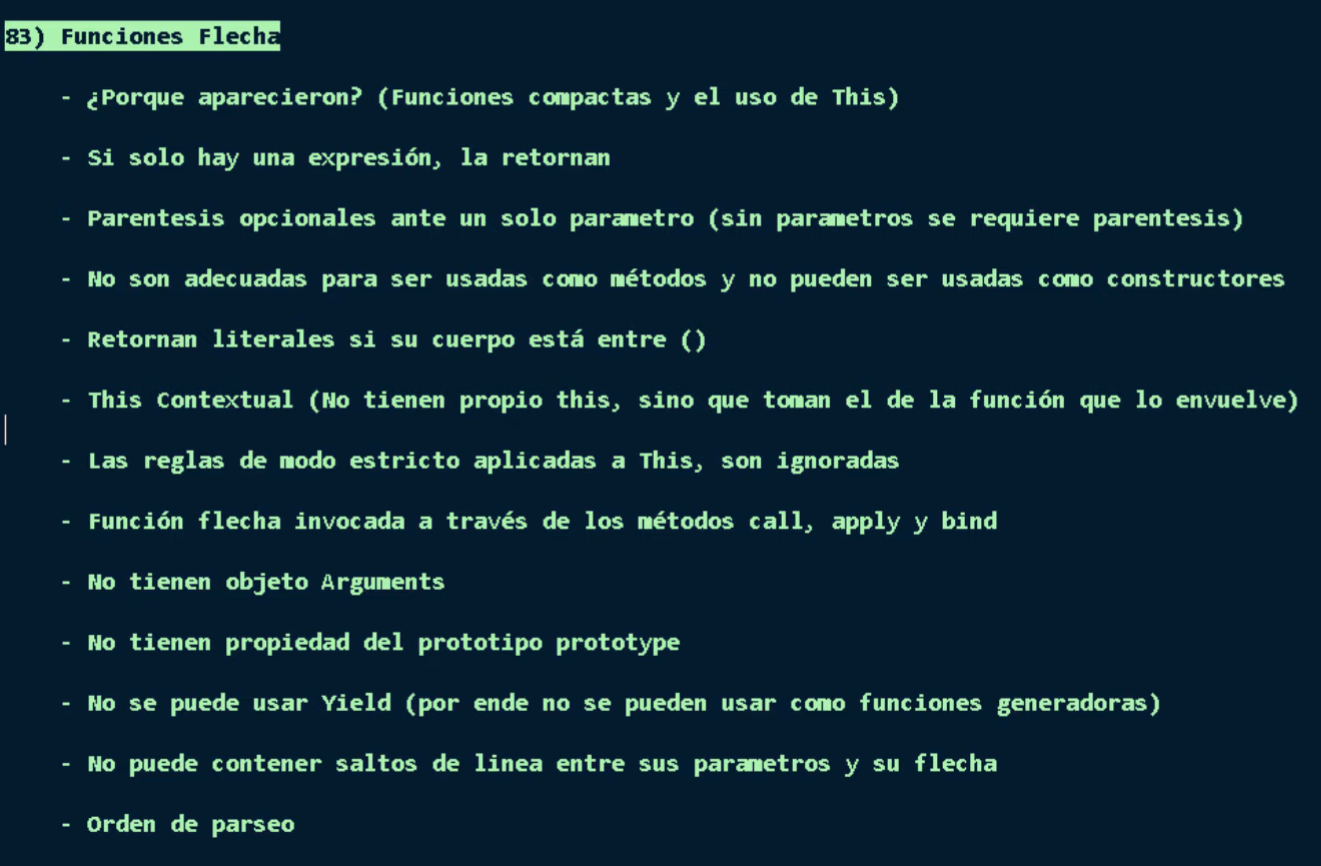 83) Funciones Flecha
- ¿Porque aparecieron? (Funciones compactas y el uso de This)
- Si solo hay una expresión, la retornan
- Parentesis opcionales ante un solo parametro (sin parametros se requiere parentesis)
- No son adecuadas para ser usadas como métodos y no pueden ser usadas como constructores
- Retornan literales si su cuerpo está entre ()
- This Contextual (No tienen propio this, sino que toman el de la función que lo envuelve)
- Las reglas de modo estricto aplicadas a This, son ignoradas
- Función flecha invocada a través de los métodos call, apply y bind
- No tienen objeto Arguments
- No tienen propiedad del prototipo prototype
- No se puede usar Yield (por ende no se pueden usar como funciones generadoras)
- No puede contener saltos de linea entre sus parametros y su flecha
- Orden de parseo